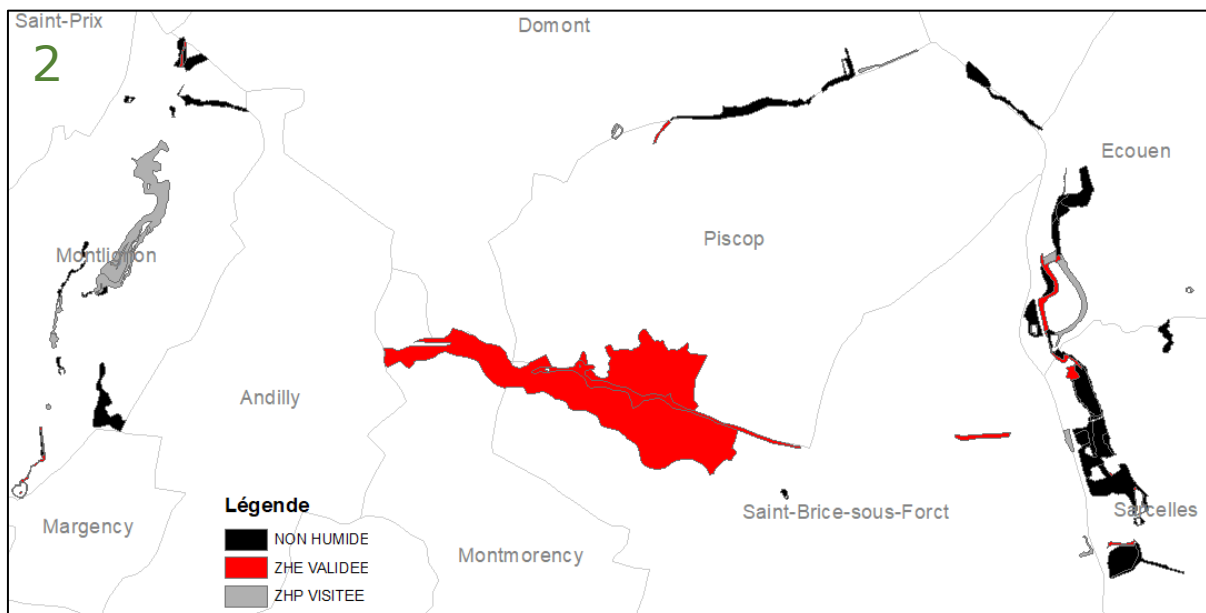 Saint-Prix
Domont
2
Ecouen
Piscop
Montlignon
Andilly
Légende
NON HUMIDE
ZHE VALIDEE
ZHP VISITEE
Margency
Montmorency
Saint-Brice-sous-Forct
Sarcelles